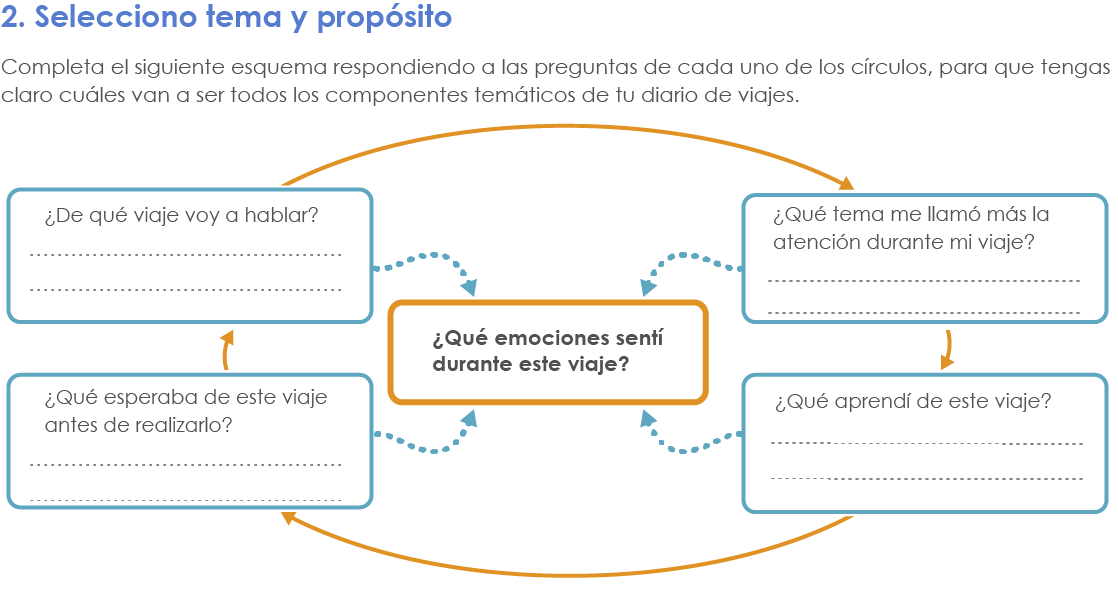 2. Selecciono tema y propósito
Completa el siguiente esquema respondiendo a las preguntas de cada uno de los círculos, para que tengas
claro cuáles van a ser todos los componentes temáticos de tu diario de viajes.
¿De qué viaje voy a hablar?
¿Qué tema me llamó más la
atención durante mi viaje?
¿Qué emociones sentí
durante este viaje?
¿Qué esperaba de este viaje
antes de realizarlo?
¿Qué aprendí de este viaje?